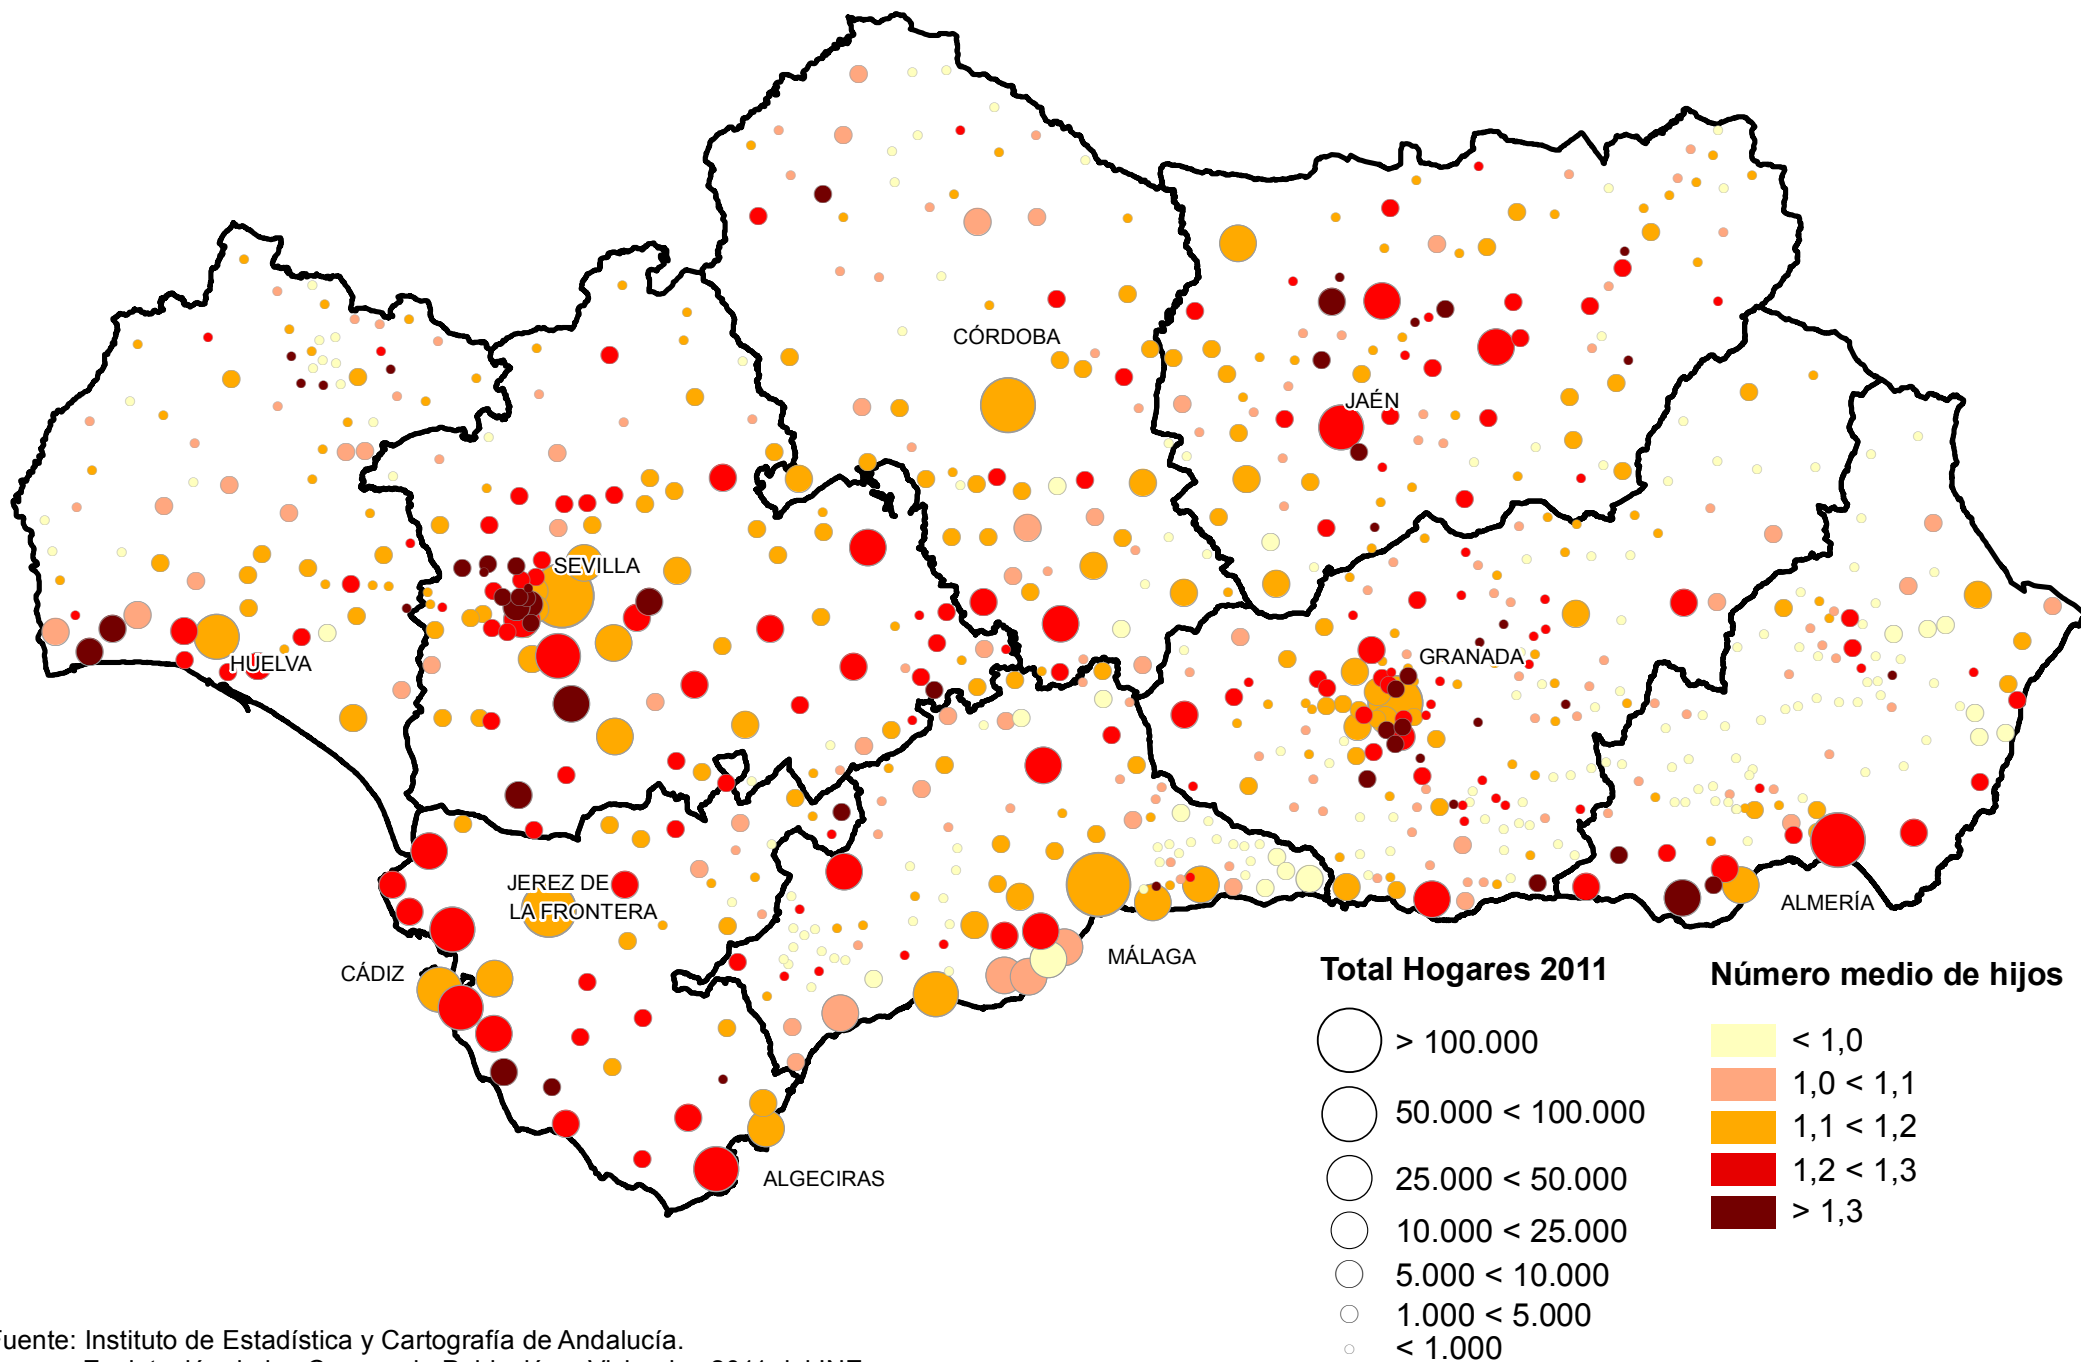 CÓRDOBA
JAÉN
SEVILLA
HUELVA
GRANADA
JEREZ DE
LA FRONTERA
ALMERÍA
CÁDIZ
MÁLAGA
ALGECIRAS
Total Hogares 2011
> 100.000
50.000 < 100.000
25.000 < 50.000
10.000 < 25.000
5.000 < 10.000
1.000 < 5.000
< 1.000
Número medio de hijos
< 1,0
1,0 < 1,1
1,1 < 1,2
1,2 < 1,3
> 1,3
Fuente: Instituto de Estadística y Cartografía de Andalucía.